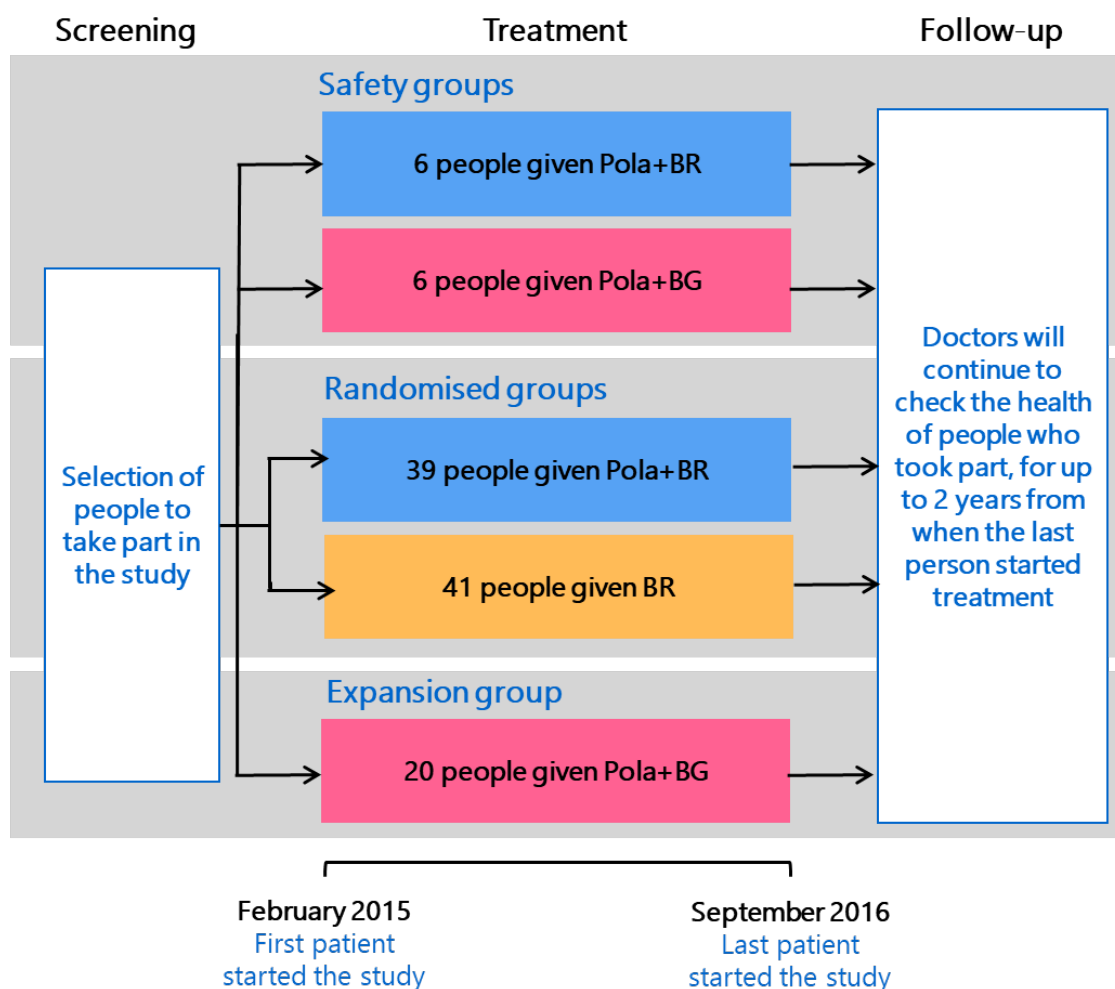 Screening
Treatment
Follow-up
Safety groups
6 people given Pola+BR
6 people given Pola+BG
Randomised groups
39 people given Pola+BR
41 people given BR
Expansion group
20 people given Pola+BG
Selection of
people to
take part in
the study
Doctors will
continue to
check the health
of people who
took part, for up
to 2 years from
when the last
person started
treatment
February 2015
First patient
started the study
September 2016
Last patient
started the study